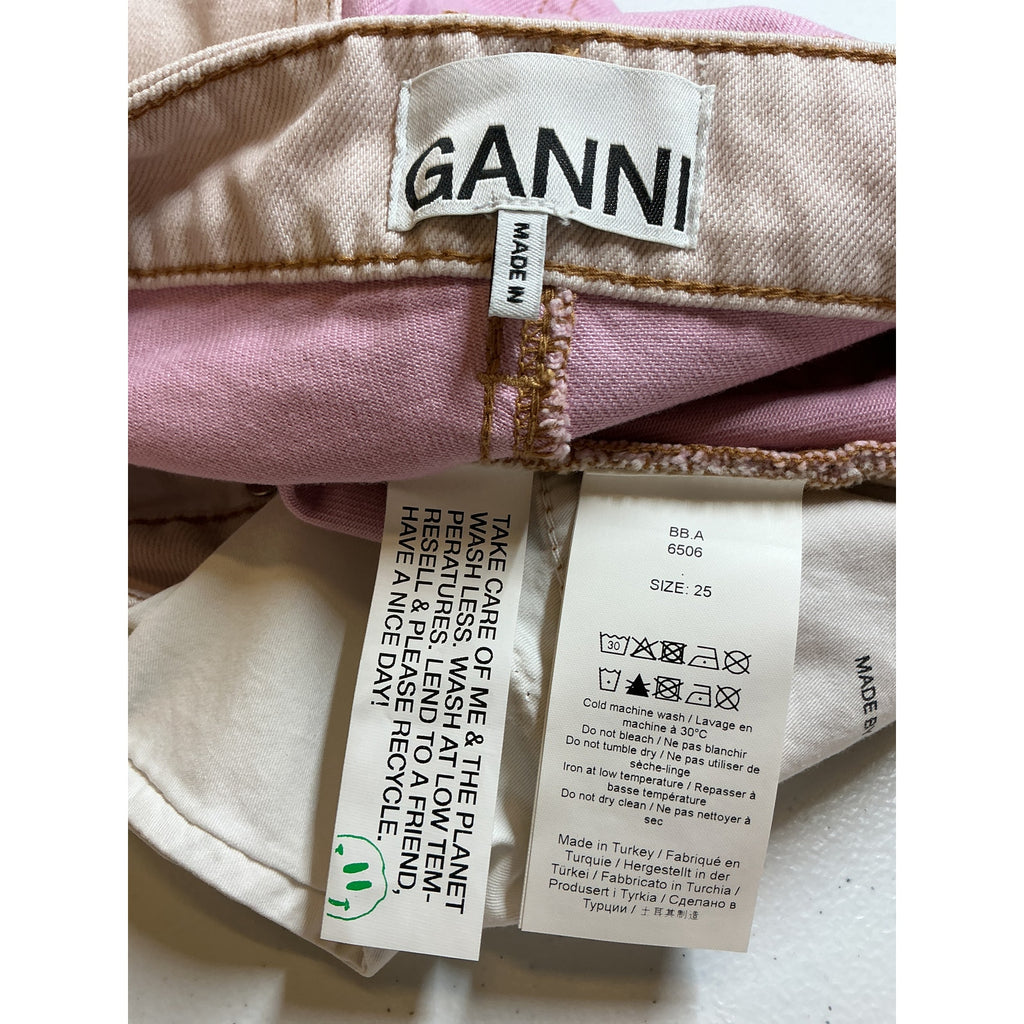 GANNI
MADE IN
TAKE CARE OF ME & THE PLANET
WASH LESS. WASH AT LOW TEM-
PERATURES. LEND TO A FRIEND,
RESELL & PLEASE RECYCLE.
HAVE A NICE DAY!
BB.A
6506
.
SIZE: 25
30
Cold machine wash / Lavage en
machine à 30°C
Do not bleach / Ne pas blanchir
Do not tumble dry / Ne pas utiliser de
sèche-linge
Iron at low temperature / Repasser à
basse température
Do not dry clean / Ne pas nettoyer à
sec
Made in Turkey / Fabriqué en
Turquie / Hergestellt in der
Türkei / Fabbricato in Turchia /
Produsert i Tyrkia / Сделано в
Турции / 土耳其制造
MADE BY